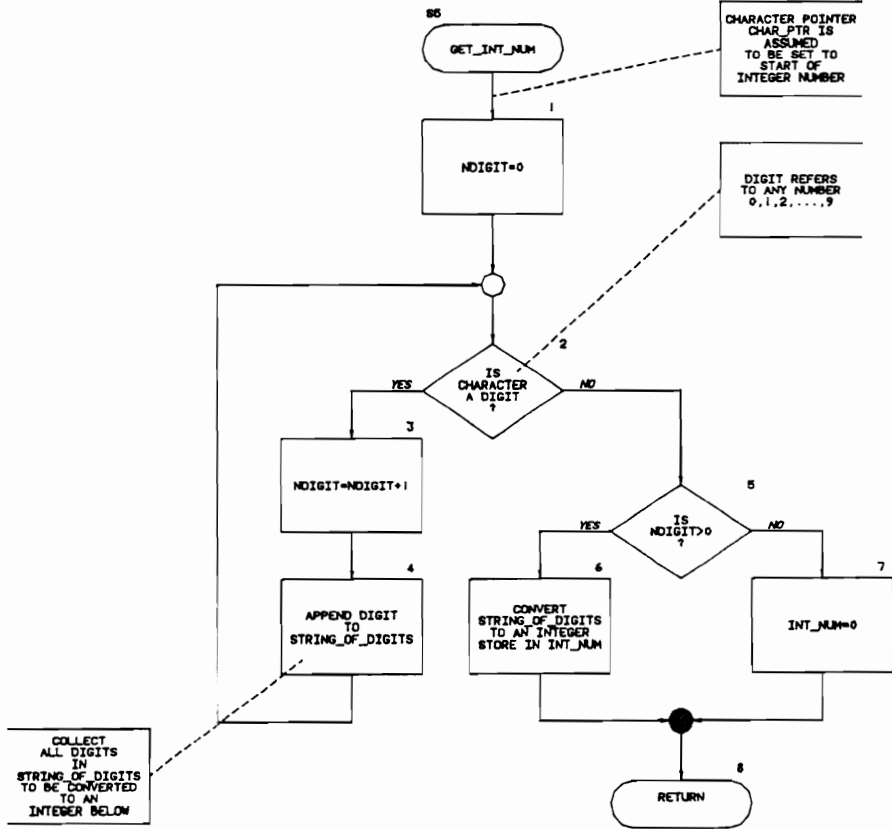 S5
GET_INT_NUM
CHARACTER POINTER
CHAR_PTR IS
ASSUMED
TO BE SET TO
START OF
INTEGER NUMBER
1
NDIGIT=0
DIGIT REFERS
TO ANY NUMBER
0,1,2,...,9
2
IS
CHARACTER
A DIGIT
?
YES
NO
3
NDIGIT=NDIGIT+1
5
IS
NDIGIT>0
?
YES
NO
4
APPEND DIGIT
TO
STRING_OF_DIGITS
6
CONVERT
STRING_OF_DIGITS
TO AN INTEGER
STORE IN INT_NUM
7
INT_NUM=0
COLLECT
ALL DIGITS
IN
STRING_OF_DIGITS
TO BE CONVERTED
TO AN
INTEGER BELOW
8
RETURN